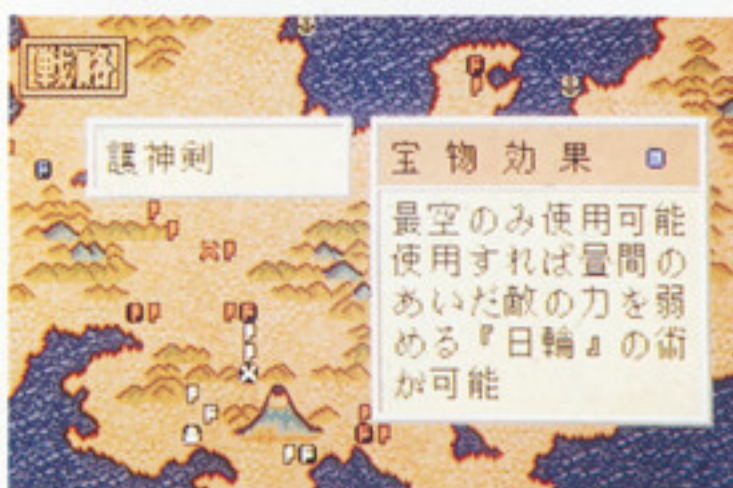 戦略
護神剣
宝物効果
最空のみ使用可能
使用すれば畳間の
あいだ敵の力を弱
める『日輪』の術
が可能